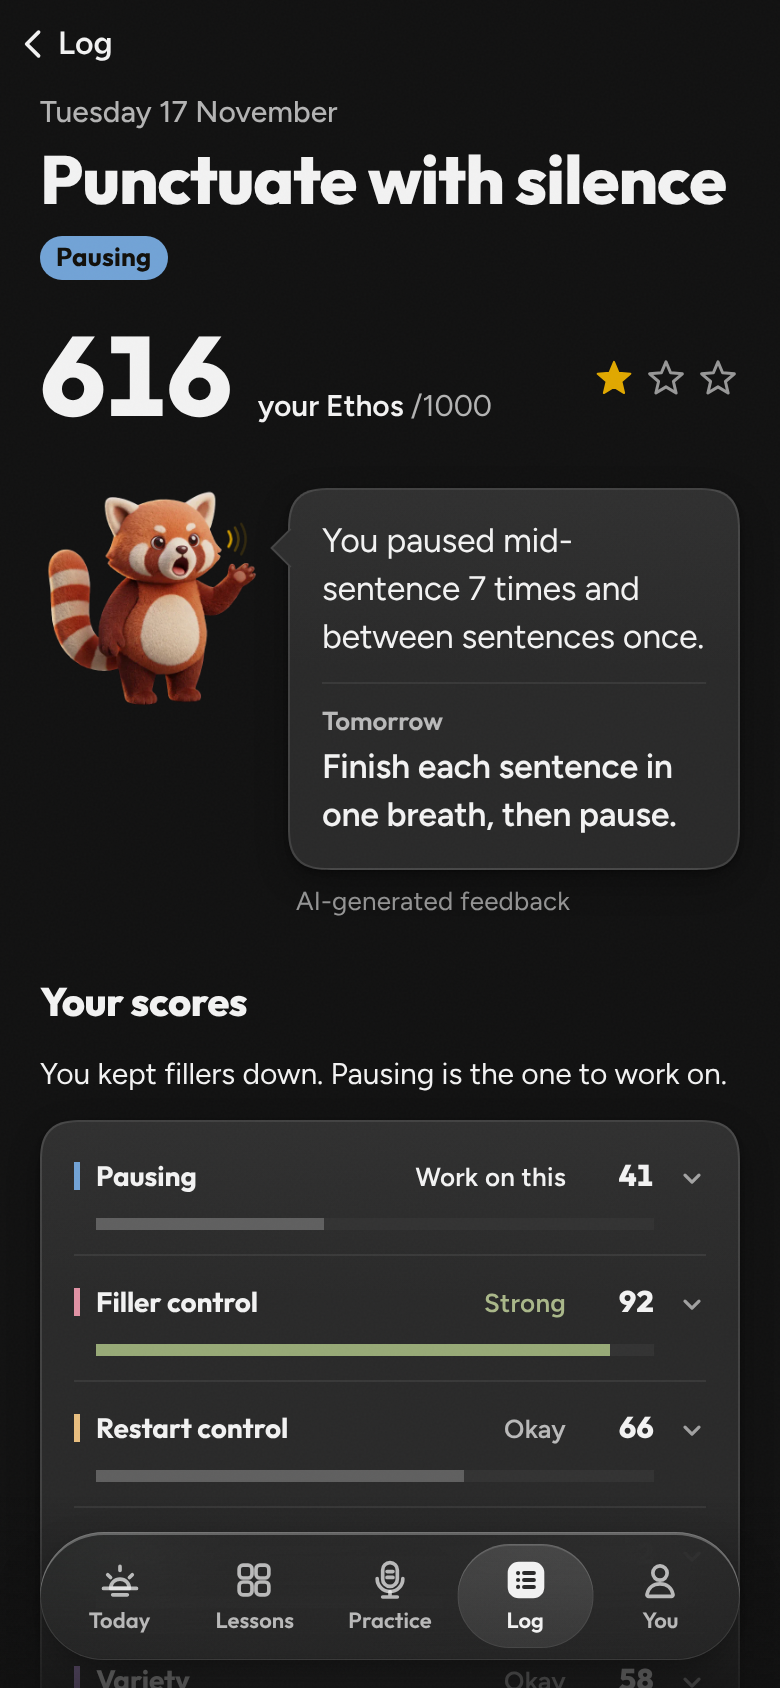 Log
Tuesday 17 November
Punctuate with silence
Pausing
616 your Ethos /1000
You paused mid-
sentence 7 times and
between sentences once.
Tomorrow
Finish each sentence in
one breath, then pause.
AI-generated feedback
Your scores
You kept fillers down. Pausing is the one to work on.
Pausing Work on this 41
Filler control Strong 92
Restart control Okay 66
Today Lessons Practice Log You
Variety Okay 58